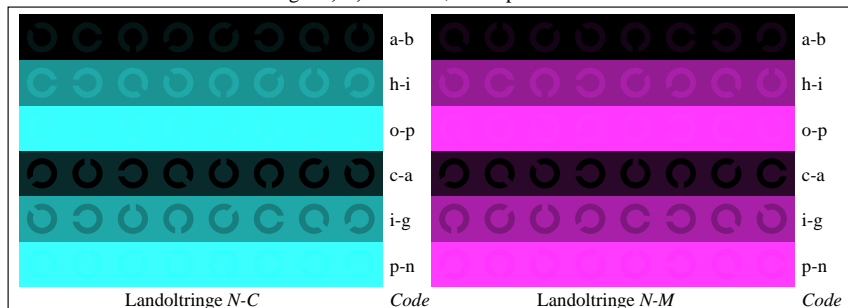 a-b
h-i
o-p
c-a
i-g
p-n
Landoltringe N-C Code
a-b
h-i
o-p
c-a
i-g
p-n
Landoltringe N-M Code